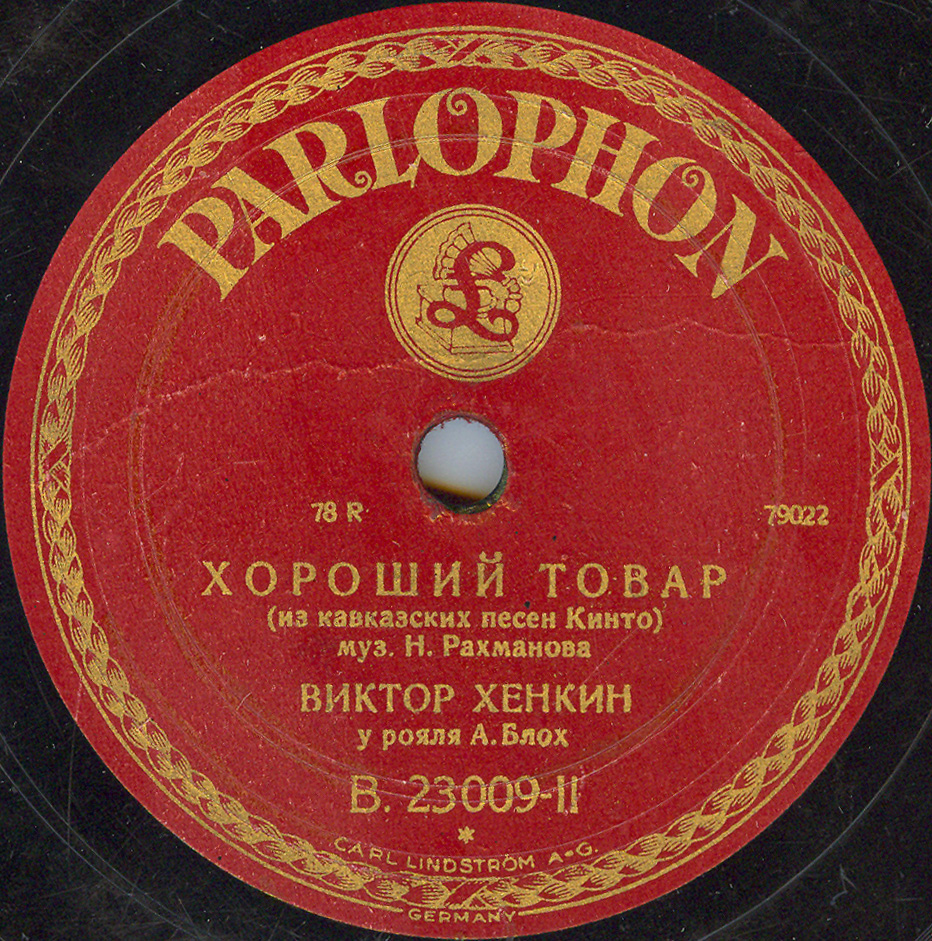 PARLOPHON
£
78 R 79022
ХОРОШИЙ ТОВАР
(из кавказских песен Кинто)
муз. Н. Рахманова
ВИКТОР ХЕНКИН
у рояля А. Блох
B. 23009-II
*
CARL LINDSTRÖM A=G.
GERMANY